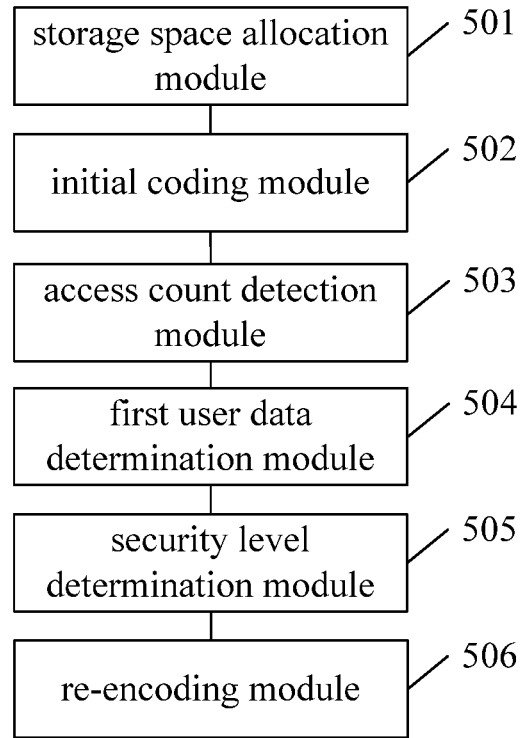 storage space allocation
module
501
initial coding module
502
access count detection
module
503
first user data
determination module
504
security level
determination module
505
re-encoding module
506